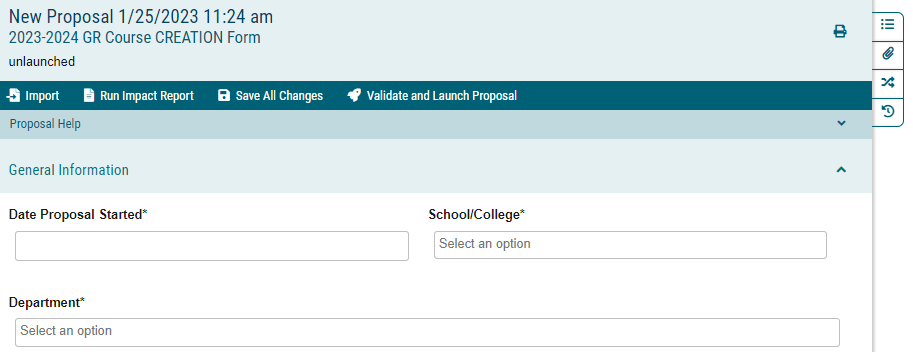 New Proposal 1/25/2023 11:24 am
2023-2024 GR Course CREATION Form
unlaunched
Import Run Impact Report Save All Changes Validate and Launch Proposal
Proposal Help
General Information
Date Proposal Started* School/College*
Select an option
Department*
Select an option